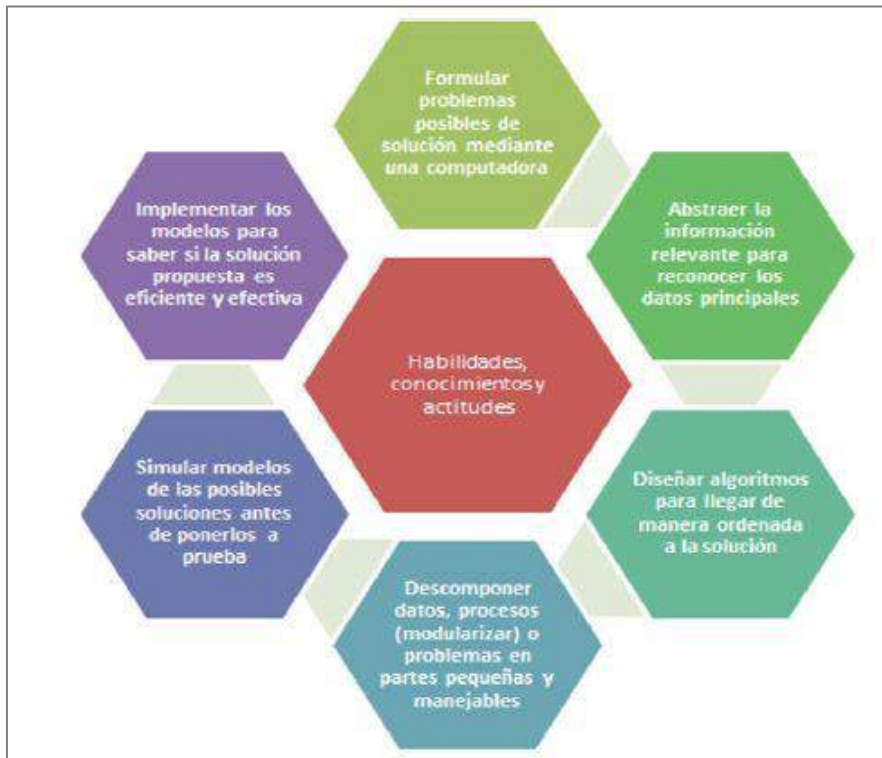 Formular
problemas
posibles de
solución mediante
una computadora
Abstraer la
información
relevante para
reconocer los
datos principales
Diseñar algoritmos
para llegar de
manera ordenada
a la solución
Descomponer
datos, procesos
(modularizar) o
problemas en
partes pequeñas y
manejables
Simular modelos
de las posibles
soluciones antes
de ponerlos a
prueba
Implementar los
modelos para
saber si la solución
propuesta es
eficiente y efectiva
Habilidades,
conocimientos y
actitudes